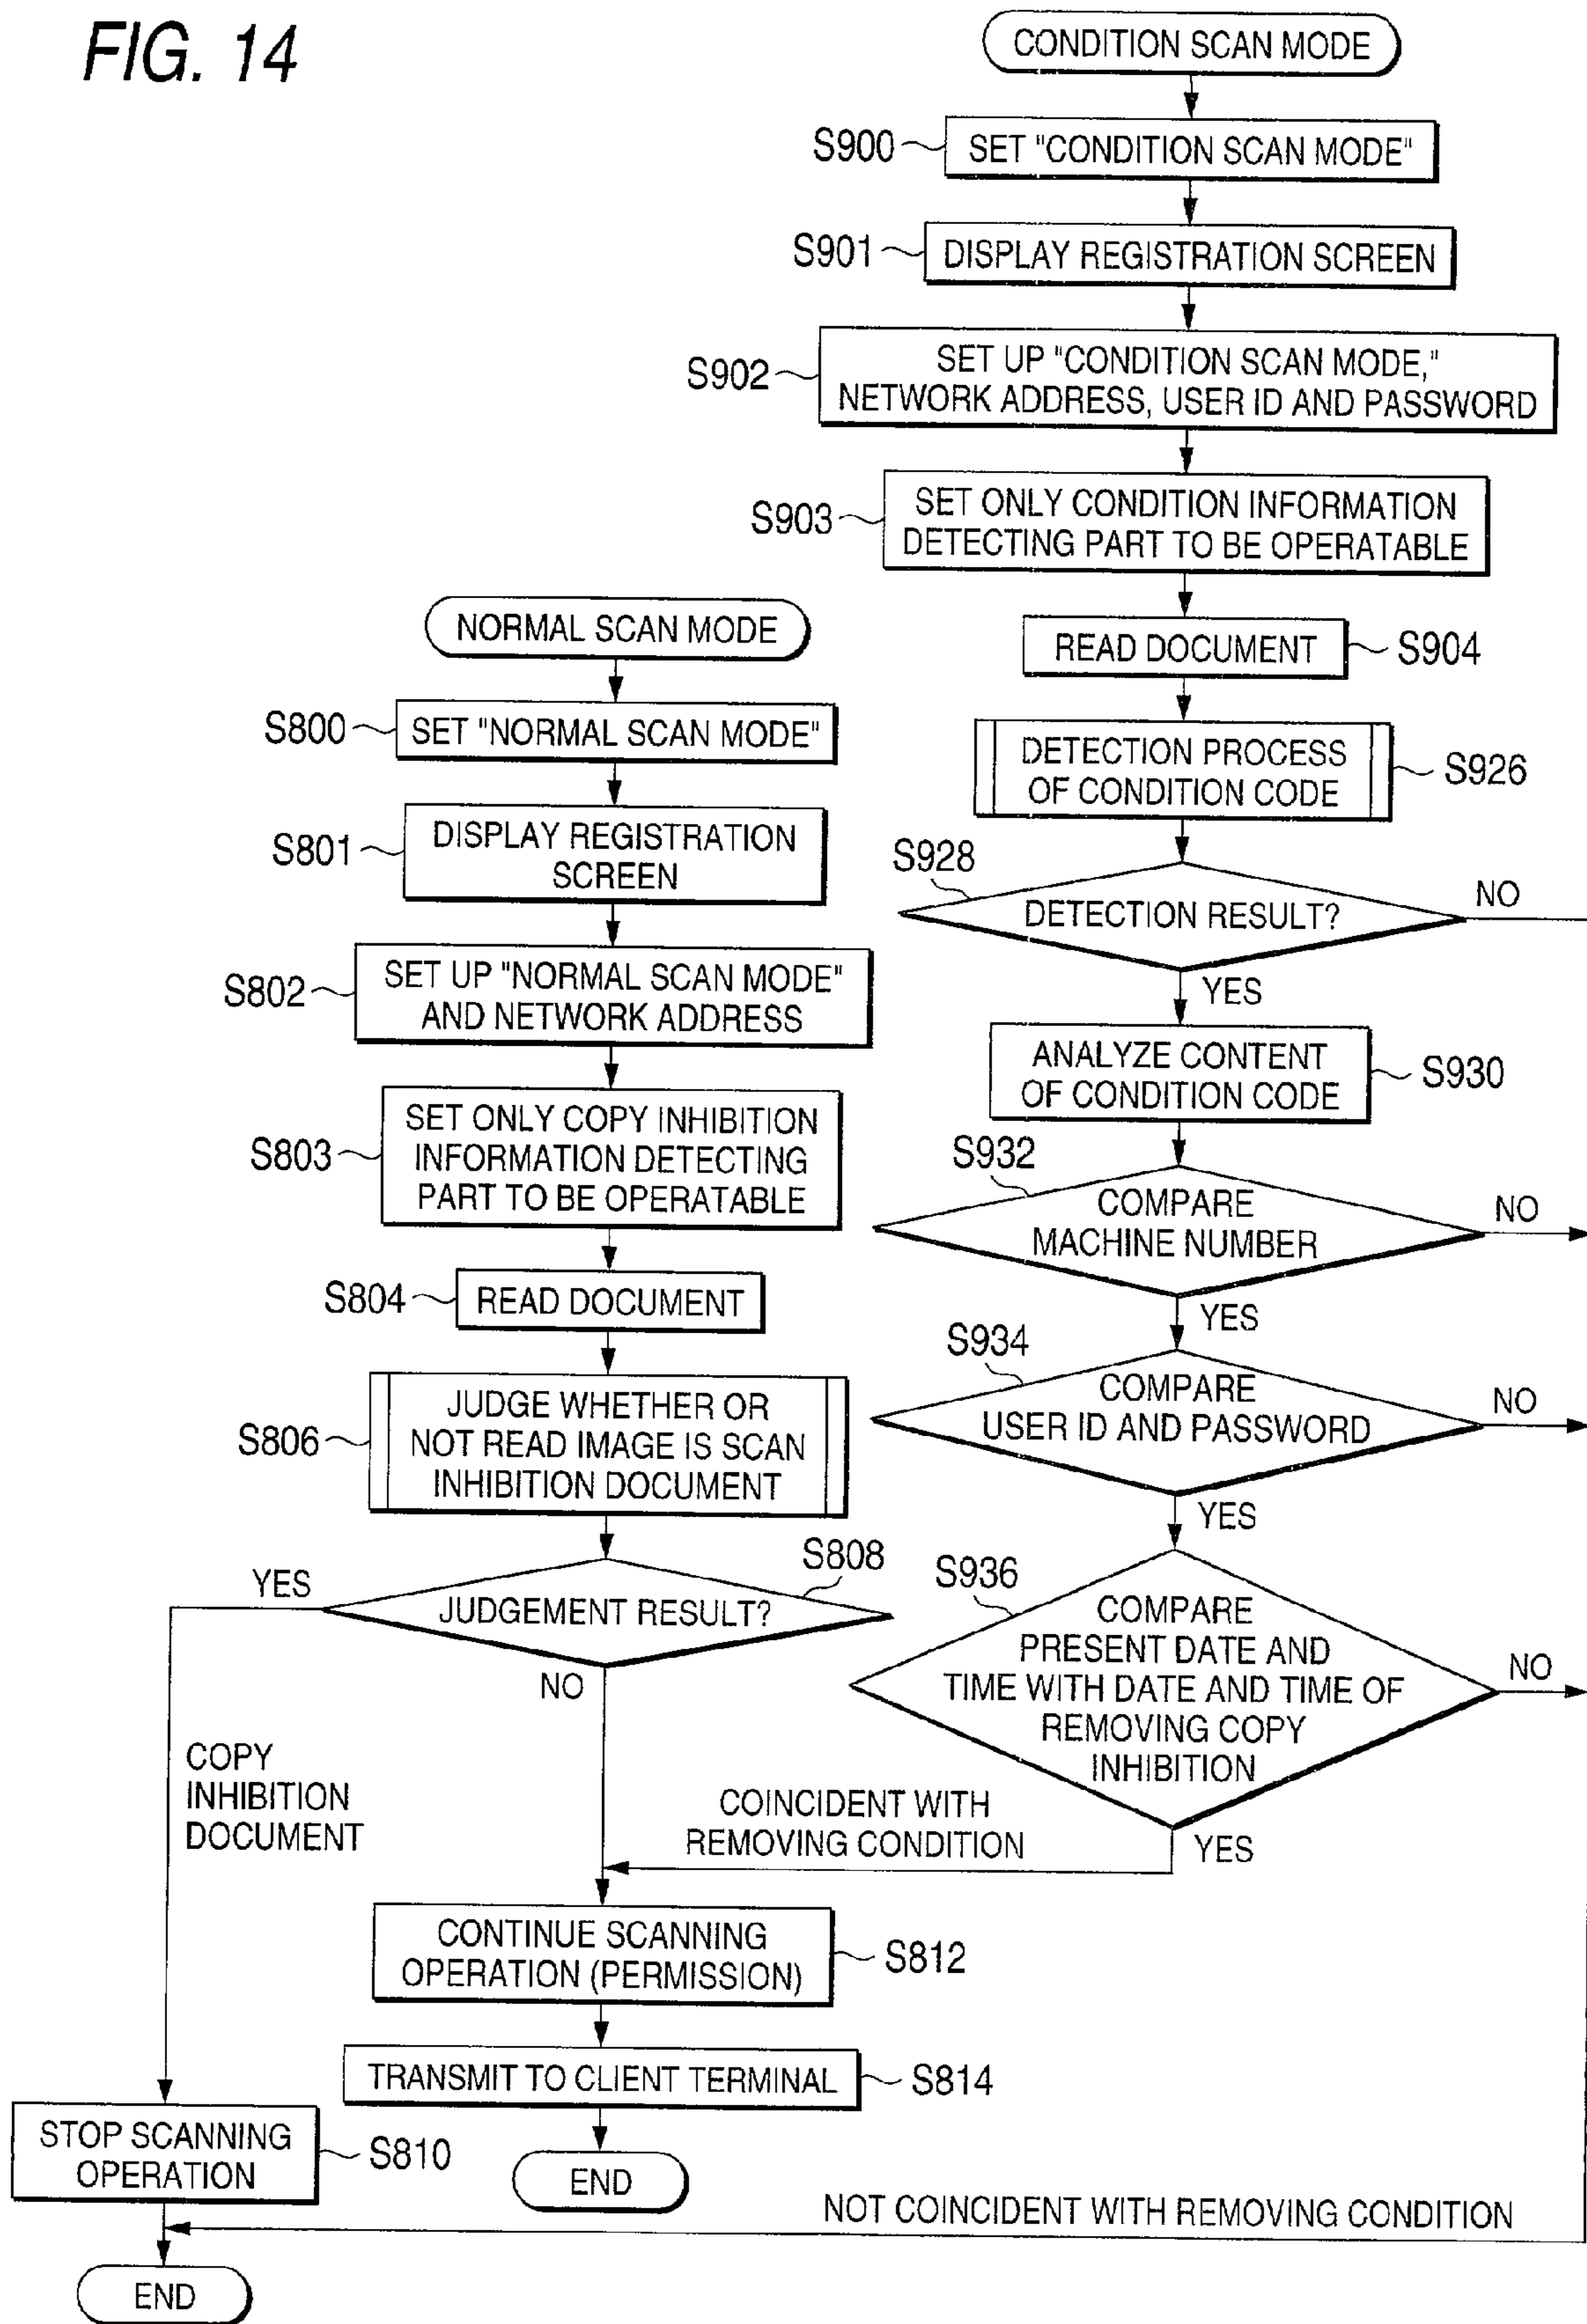 FIG. 14
CONDITION SCAN MODE
S900
SET "CONDITION SCAN MODE"
S901
DISPLAY REGISTRATION SCREEN
S902
SET UP "CONDITION SCAN MODE,"
NETWORK ADDRESS, USER ID AND PASSWORD
S903
SET ONLY CONDITION INFORMATION
DETECTING PART TO BE OPERATABLE
READ DOCUMENT
S904
DETECTION PROCESS
OF CONDITION CODE
S926
S928
DETECTION RESULT?
NO
YES
ANALYZE CONTENT
OF CONDITION CODE
S930
S932
COMPARE
MACHINE NUMBER
NO
YES
S934
COMPARE
USER ID AND PASSWORD
NO
YES
S936
COMPARE
PRESENT DATE AND
TIME WITH DATE AND TIME OF
REMOVING COPY
INHIBITION
NO
YES
COINCIDENT WITH
REMOVING CONDITION
NORMAL SCAN MODE
S800
SET "NORMAL SCAN MODE"
S801
DISPLAY REGISTRATION
SCREEN
S802
SET UP "NORMAL SCAN MODE"
AND NETWORK ADDRESS
S803
SET ONLY COPY INHIBITION
INFORMATION DETECTING
PART TO BE OPERATABLE
S804
READ DOCUMENT
S806
JUDGE WHETHER OR
NOT READ IMAGE IS SCAN
INHIBITION DOCUMENT
S808
YES
JUDGEMENT RESULT?
NO
COPY
INHIBITION
DOCUMENT
CONTINUE SCANNING
OPERATION (PERMISSION)
S812
TRANSMIT TO CLIENT TERMINAL
S814
END
STOP SCANNING
OPERATION
S810
NOT COINCIDENT WITH REMOVING CONDITION
END